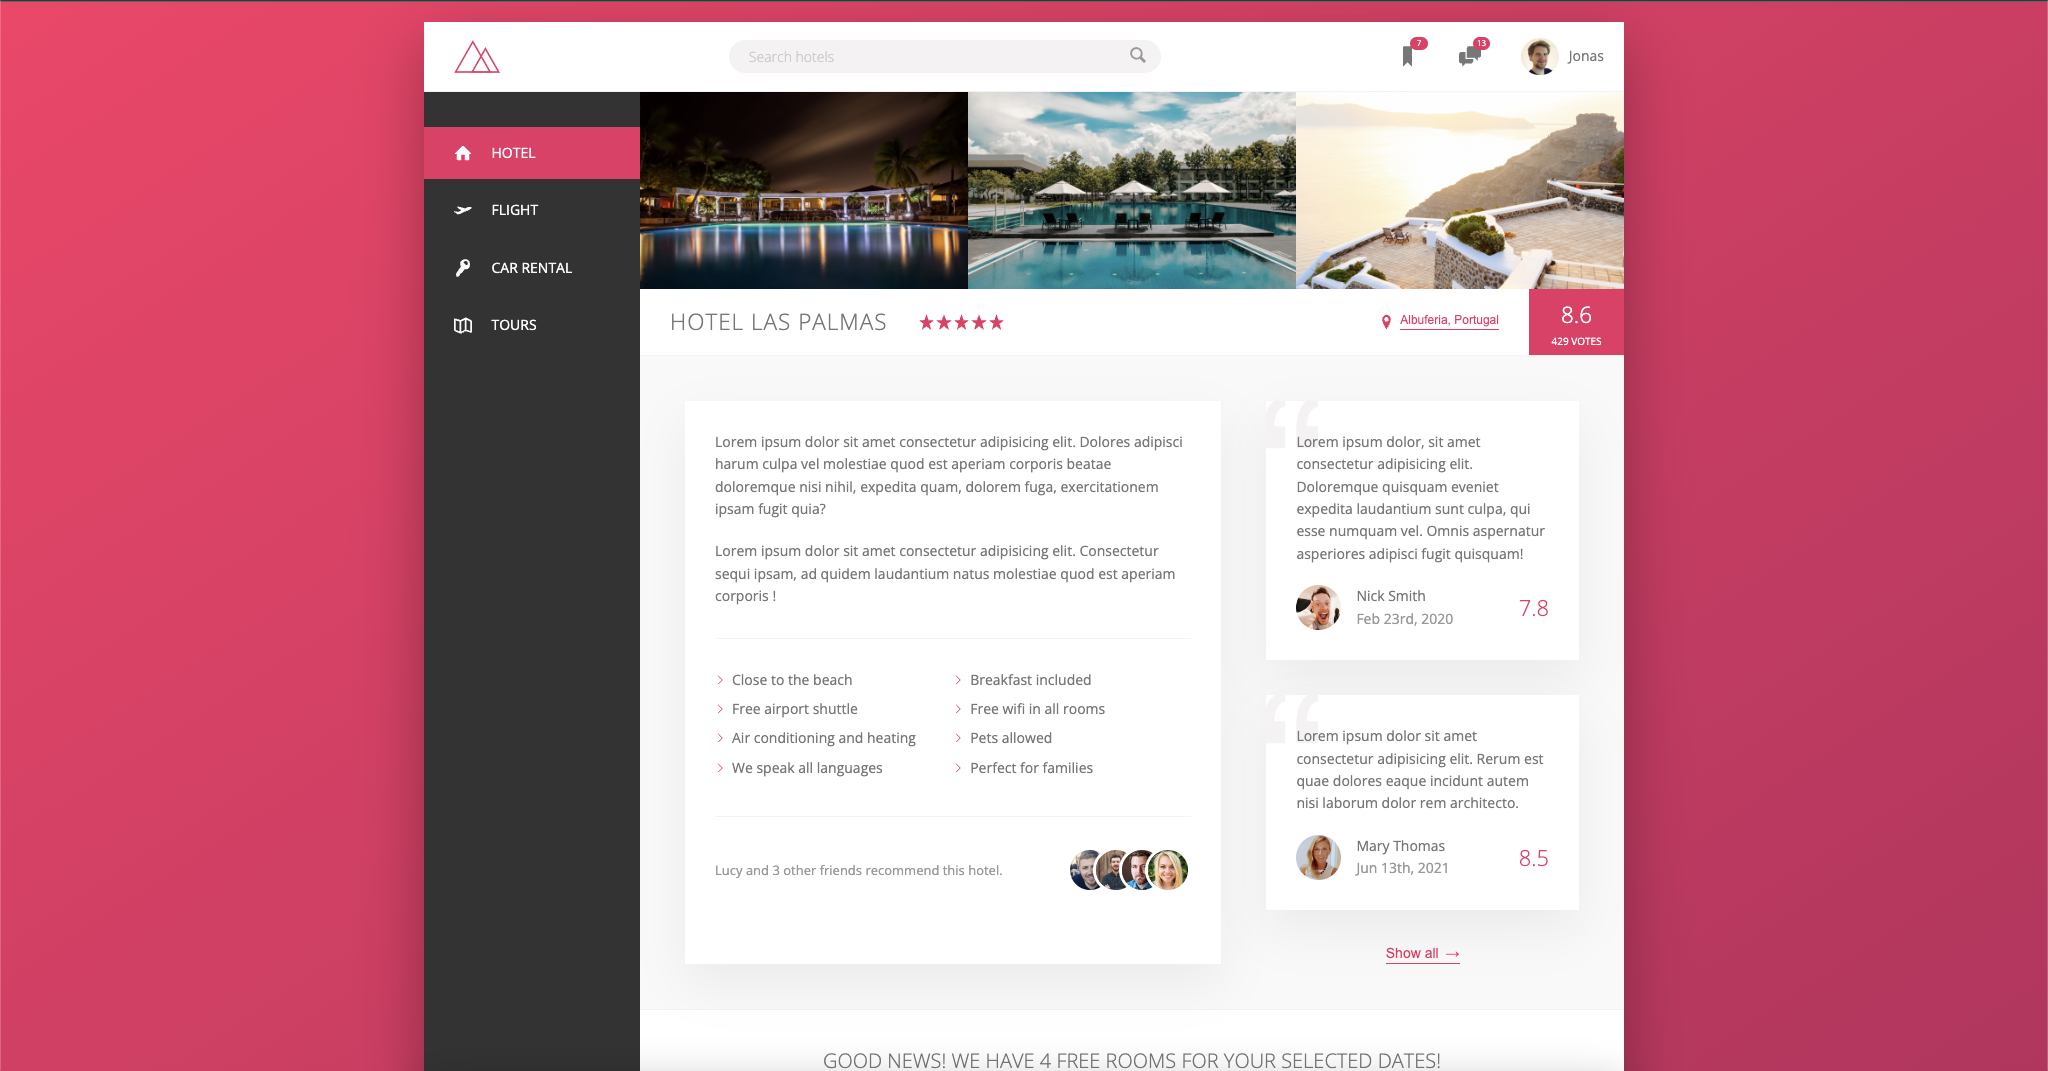 Search hotels
7
13
Jonas
HOTEL
FLIGHT
CAR RENTAL
TOURS
HOTEL LAS PALMAS
Albuferia, Portugal
8.6
429 VOTES
Lorem ipsum dolor sit amet consectetur adipisicing elit. Dolores adipisci
harum culpa vel molestiae quod est aperiam corporis beatae
doloremque nisi nihil, expedita quam, dolorem fuga, exercitationem
ipsam fugit quia?
Lorem ipsum dolor sit amet consectetur adipisicing elit. Consectetur
sequi ipsam, ad quidem laudantium natus molestiae quod est aperiam
corporis !
Close to the beach
Free airport shuttle
Air conditioning and heating
We speak all languages
Breakfast included
Free wifi in all rooms
Pets allowed
Perfect for families
Lucy and 3 other friends recommend this hotel.
“
Lorem ipsum dolor, sit amet
consectetur adipisicing elit.
Doloremque quisquam eveniet
expedita laudantium sunt culpa, qui
esse numquam vel. Omnis aspernatur
asperiores adipisci fugit quisquam!
Nick Smith
Feb 23rd, 2020
7.8
“
Lorem ipsum dolor sit amet
consectetur adipisicing elit. Rerum est
quae dolores eaque incidunt autem
nisi laborum dolor rem architecto.
Mary Thomas
Jun 13th, 2021
8.5
Show all →
GOOD NEWS! WE HAVE 4 FREE ROOMS FOR YOUR SELECTED DATES!